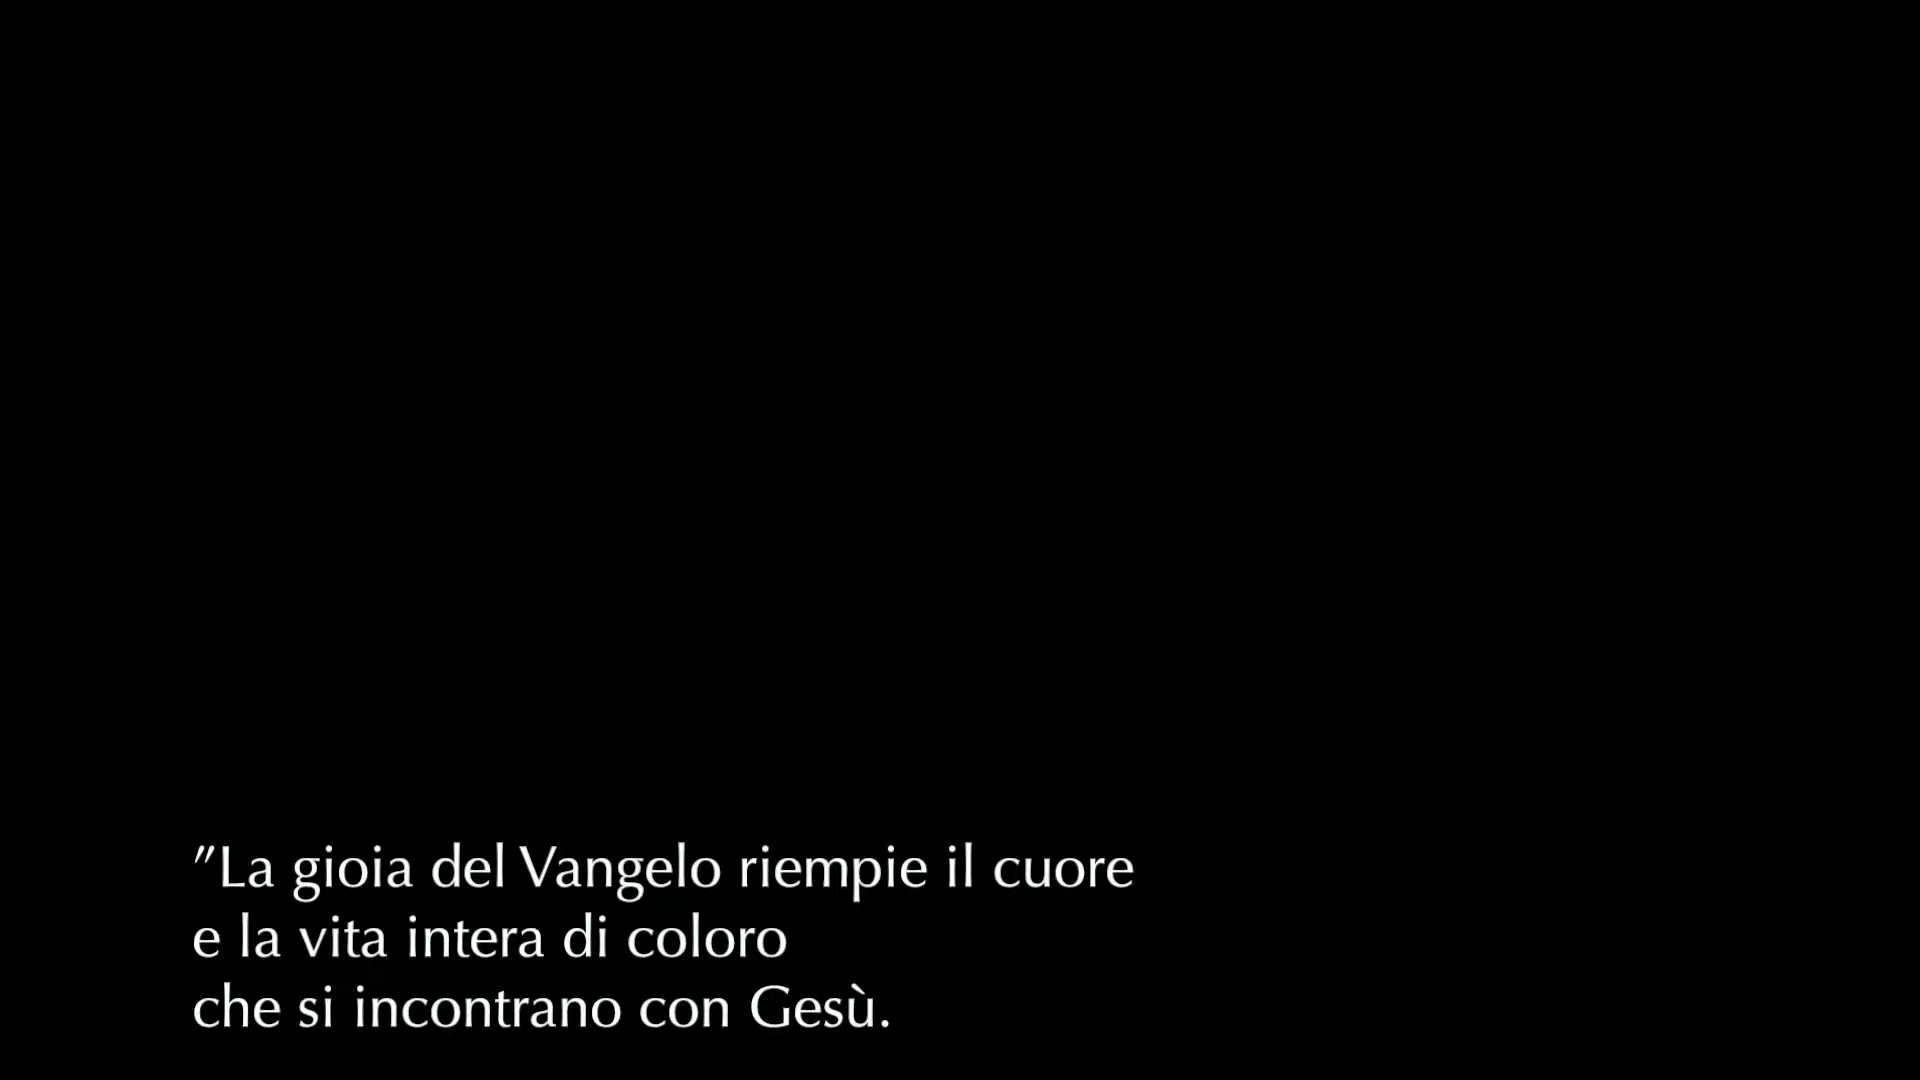 "La gioia del Vangelo riempie il cuore
e la vita intera di coloro
che si incontrano con Gesù.